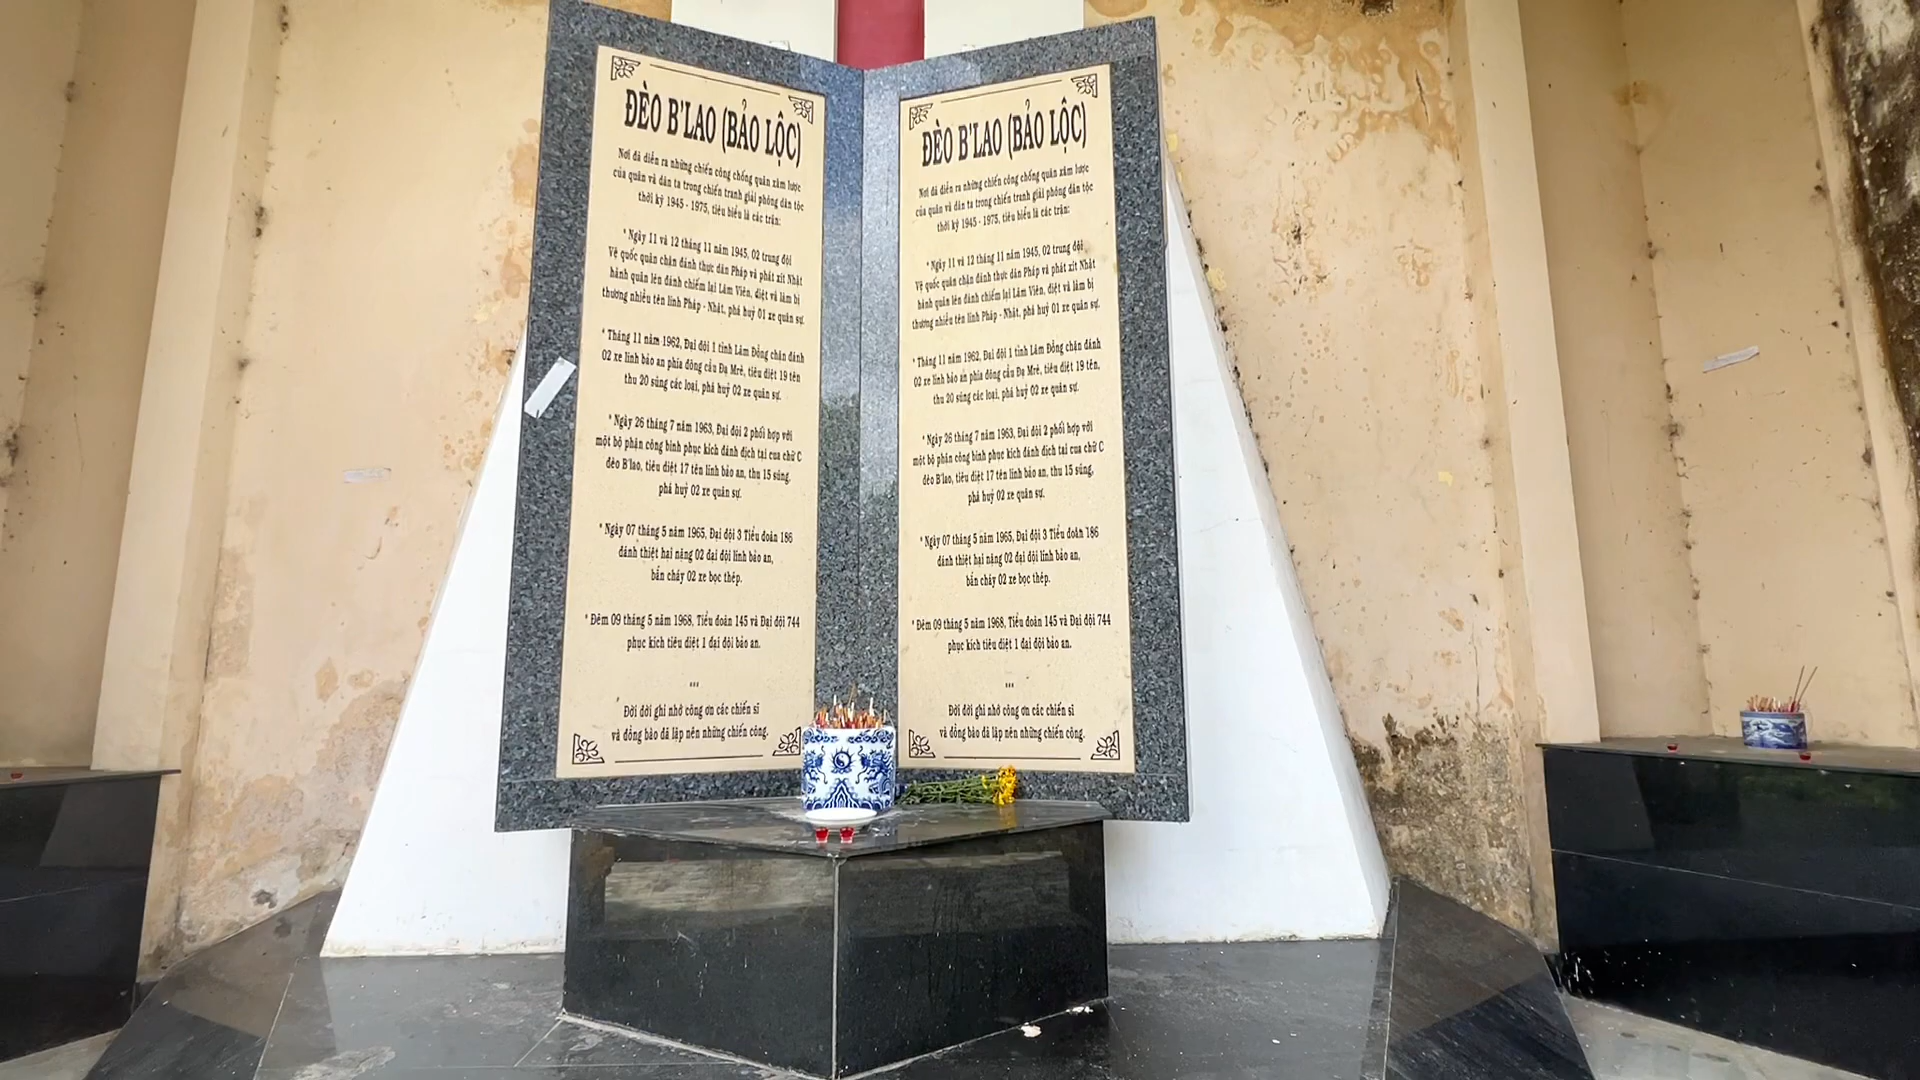 ĐÈO B'LAO (BẢO LỘC)
Nơi đã diễn ra những chiến công chống quân xâm lược
của quân và dân ta trong chiến tranh giải phóng dân tộc
thời kỳ 1945 - 1975, tiêu biểu là các trận:
* Ngày 11 và 12 tháng 11 năm 1945, 02 trung đội
Vệ quốc quân chặn đánh thực dân Pháp và phát xít Nhật
hành quân lên đánh chiếm lại Lâm Viên, diệt và làm bị
thương nhiều tên lính Pháp - Nhật, phá huỷ 01 xe quân sự.
* Tháng 11 năm 1962, Đại đội 1 tỉnh Lâm Đồng chặn đánh
02 xe lính bảo an phía đông cầu Đạ Mrê, tiêu diệt 19 tên
thu 20 súng các loại, phá huỷ 02 xe quân sự.
* Ngày 26 tháng 7 năm 1963, Đại đội 2 phối hợp với
một bộ phận công binh phục kích đánh địch tại cua chữ C
đèo B'lao, tiêu diệt 17 tên lính bảo an, thu 15 súng,
phá huỷ 02 xe quân sự.
* Ngày 07 tháng 5 năm 1965, Đại đội 3 Tiểu đoàn 186
đánh thiệt hại nặng 02 đại đội lính bảo an,
bắn cháy 02 xe bọc thép.
* Đêm 09 tháng 5 năm 1968, Tiểu đoàn 145 và Đại đội 744
phục kích tiêu diệt 1 đại đội bảo an.
***
Đời đời ghi nhớ công ơn các chiến sĩ
và đồng bào đã lập nên những chiến công.
ĐÈO B'LAO (BẢO LỘC)
Nơi đã diễn ra những chiến công chống quân xâm lược
của quân và dân ta trong chiến tranh giải phóng dân tộc
thời kỳ 1945 - 1975, tiêu biểu là các trận:
* Ngày 11 và 12 tháng 11 năm 1945, 02 trung đội
Vệ quốc quân chặn đánh thực dân Pháp và phát xít Nhật
hành quân lên đánh chiếm lại Lâm Viên, diệt và làm bị
thương nhiều tên lính Pháp - Nhật, phá huỷ 01 xe quân sự.
* Tháng 11 năm 1962, Đại đội 1 tỉnh Lâm Đồng chặn đánh
02 xe lính bảo an phía đông cầu Đạ Mrê, tiêu diệt 19 tên,
thu 20 súng các loại, phá huỷ 02 xe quân sự.
* Ngày 26 tháng 7 năm 1963, Đại đội 2 phối hợp với
một bộ phận công binh phục kích đánh địch tại cua chữ C
đèo B'lao, tiêu diệt 17 tên lính bảo an, thu 15 súng,
phá huỷ 02 xe quân sự.
* Ngày 07 tháng 5 năm 1965, Đại đội 3 Tiểu đoàn 186
đánh thiệt hại nặng 02 đại đội lính bảo an,
bắn cháy 02 xe bọc thép.
* Đêm 09 tháng 5 năm 1968, Tiểu đoàn 145 và Đại đội 744
phục kích tiêu diệt 1 đại đội bảo an.
***
Đời đời ghi nhớ công ơn các chiến sĩ
và đồng bào đã lập nên những chiến công.